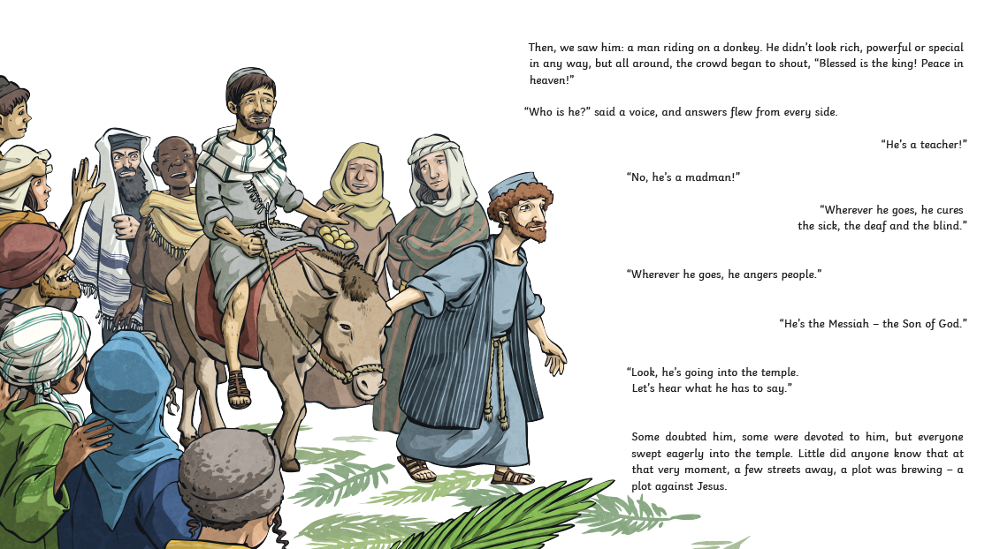 Then, we saw him: a man riding on a donkey. He didn’t look rich, powerful or special
in any way, but all around, the crowd began to shout, “Blessed is the king! Peace in
heaven!”
“Who is he?” said a voice, and answers flew from every side.
“He’s a teacher!”
“No, he’s a madman!”
“Wherever he goes, he cures
the sick, the deaf and the blind.”
“Wherever he goes, he angers people.”
“He’s the Messiah – the Son of God.”
“Look, he’s going into the temple.
Let’s hear what he has to say.”
Some doubted him, some were devoted to him, but everyone
swept eagerly into the temple. Little did anyone know that at
that very moment, a few streets away, a plot was brewing – a
plot against Jesus.